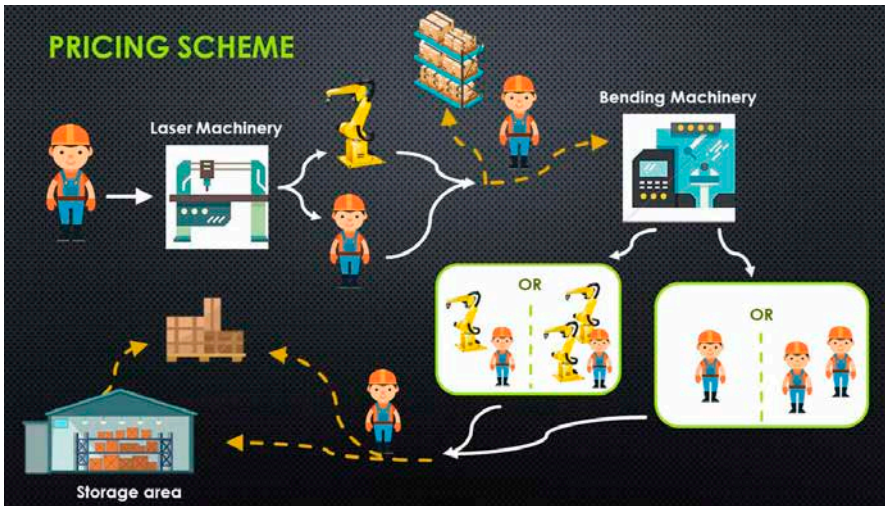 PRICING SCHEME
Laser Machinery
Bending Machinery
OR
OR
Storage area